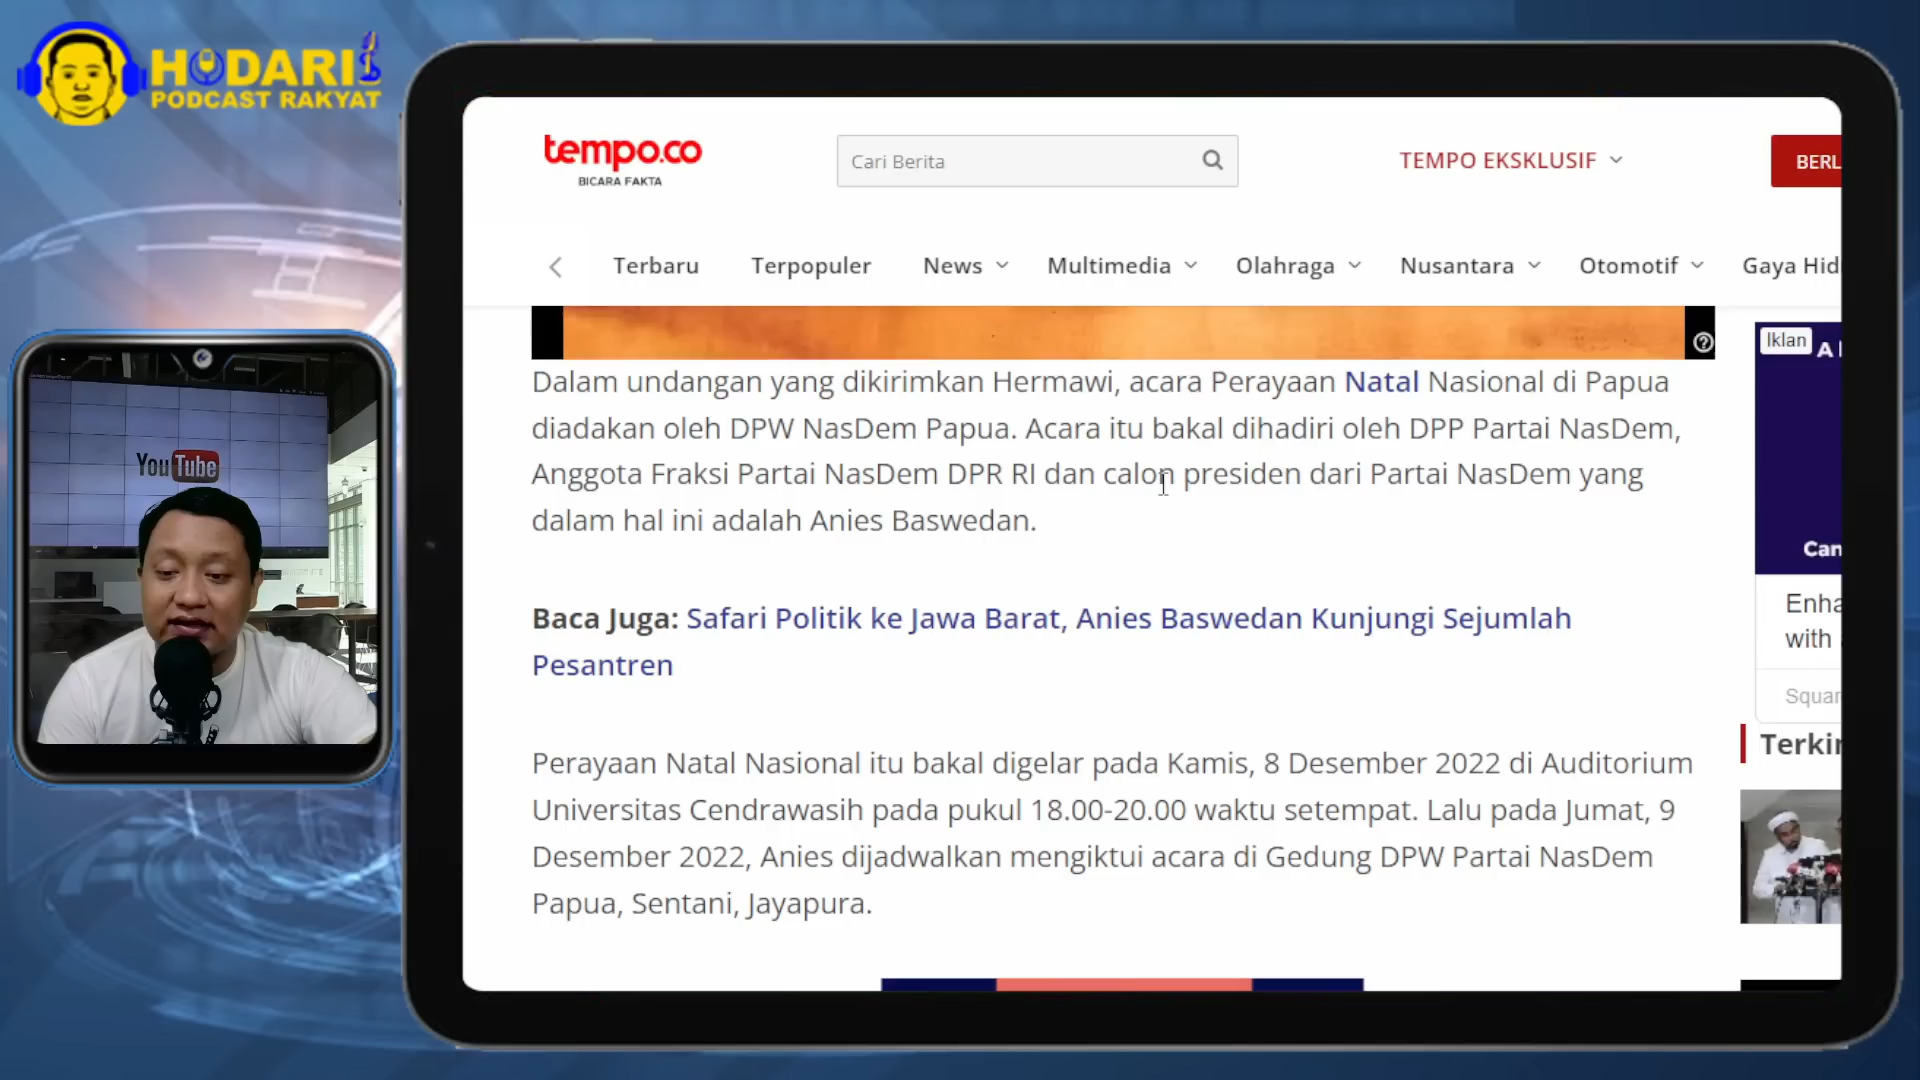 HODARI
PODCAST RAKYAT
tempo.co
BICARA FAKTA
Cari Berita
TEMPO EKSKLUSIF
BERL
Terbaru
Terpopuler
News
Multimedia
Olahraga
Nusantara
Otomotif
Gaya Hid
Iklan
A
Dalam undangan yang dikirimkan Hermawi, acara Perayaan Natal Nasional di Papua
diadakan oleh DPW NasDem Papua. Acara itu bakal dihadiri oleh DPP Partai NasDem,
Anggota Fraksi Partai NasDem DPR RI dan calon presiden dari Partai NasDem yang
dalam hal ini adalah Anies Baswedan.
Baca Juga: Safari Politik ke Jawa Barat, Anies Baswedan Kunjungi Sejumlah
Pesantren
Perayaan Natal Nasional itu bakal digelar pada Kamis, 8 Desember 2022 di Auditorium
Universitas Cendrawasih pada pukul 18.00-20.00 waktu setempat. Lalu pada Jumat, 9
Desember 2022, Anies dijadwalkan mengiktui acara di Gedung DPW Partai NasDem
Papua, Sentani, Jayapura.
Can
Enha
with
Squar
Terkin
YouTube